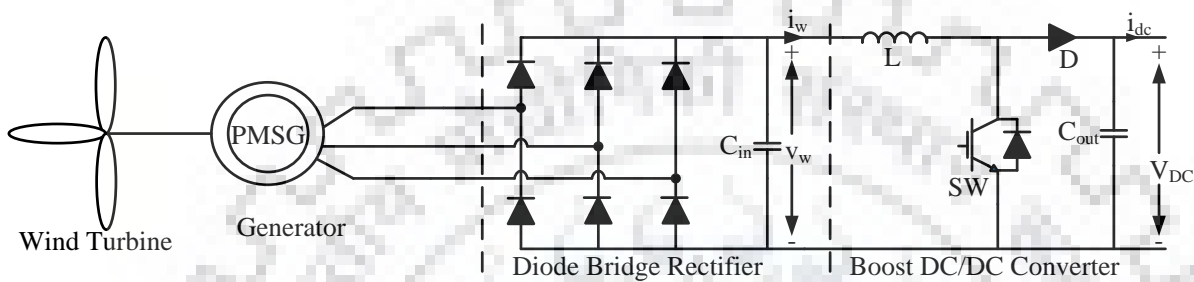 i_w
i_dc
+
L
D
+
PMSG
C_in
v_w
SW
C_out
V_DC
Generator
Wind Turbine
-
-
Diode Bridge Rectifier
Boost DC/DC Converter